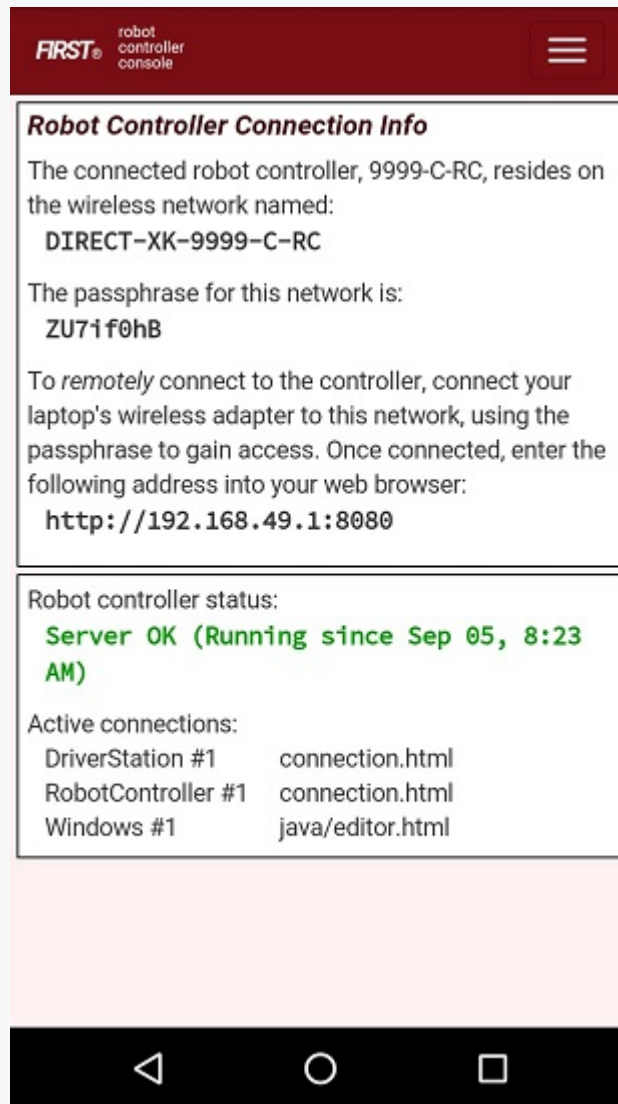 FIRST® robot
controller
console
Robot Controller Connection Info
The connected robot controller, 9999-C-RC, resides on
the wireless network named:
DIRECT-XK-9999-C-RC
The passphrase for this network is:
ZU7if0hB
To remotely connect to the controller, connect your
laptop's wireless adapter to this network, using the
passphrase to gain access. Once connected, enter the
following address into your web browser:
http://192.168.49.1:8080
Robot controller status:
Server OK (Running since Sep 05, 8:23
AM)
Active connections:
DriverStation #1 connection.html
RobotController #1 connection.html
Windows #1 java/editor.html